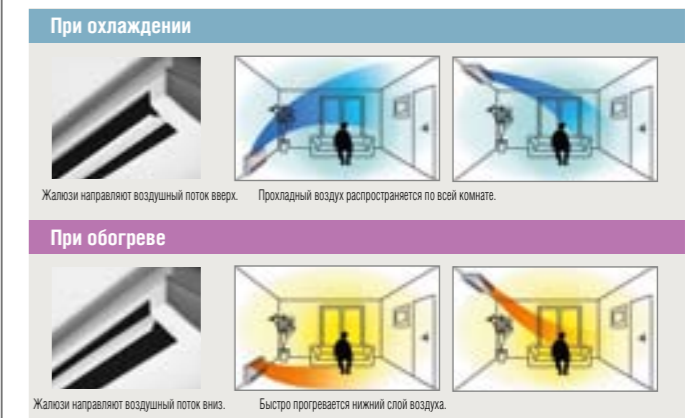 При охлаждении
Жалюзи направляют воздушный поток вверх.
Прохладный воздух распространяется по всей комнате.
При обогреве
Жалюзи направляют воздушный поток вниз.
Быстро прогревается нижний слой воздуха.